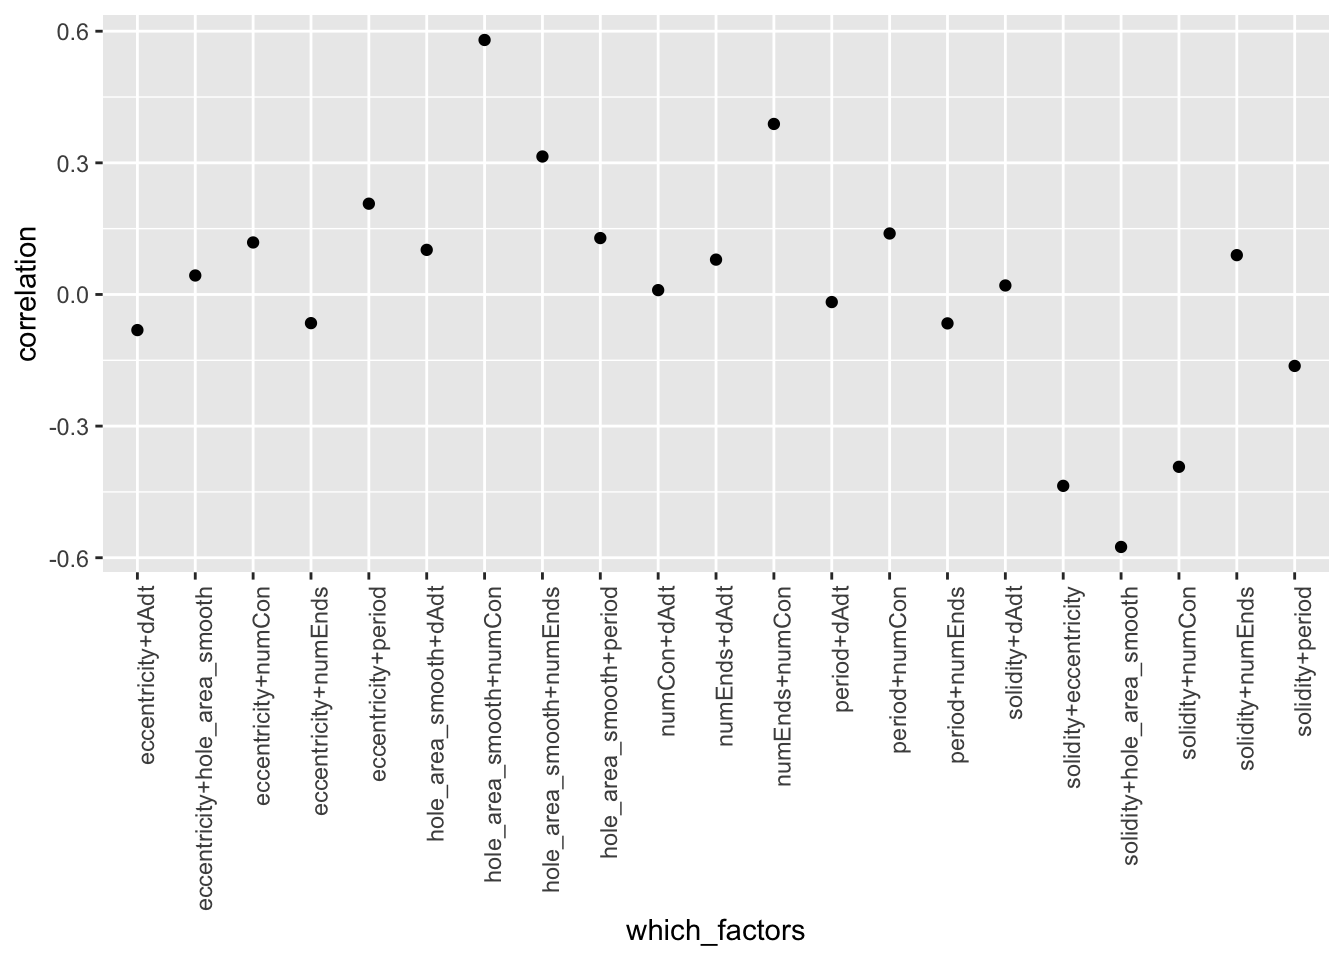 0.6
0.3
0.0
-0.3
-0.6
correlation
eccentricity+dAdt
eccentricity+hole_area_smooth
eccentricity+numCon
eccentricity+numEnds
eccentricity+period
hole_area_smooth+dAdt
hole_area_smooth+numCon
hole_area_smooth+numEnds
hole_area_smooth+period
numCon+dAdt
numEnds+dAdt
numEnds+numCon
period+dAdt
period+numCon
period+numEnds
solidity+dAdt
solidity+eccentricity
solidity+hole_area_smooth
solidity+numCon
solidity+numEnds
solidity+period
which_factors